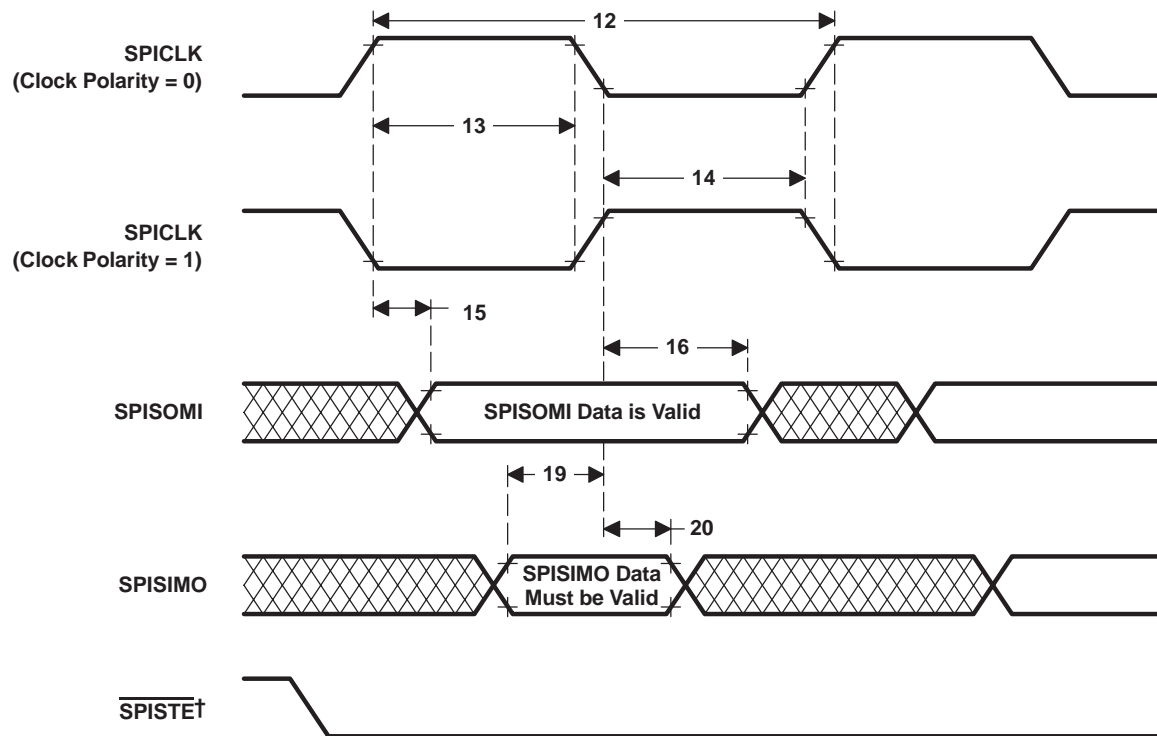 12
SPICLK
(Clock Polarity = 0)
13
14
SPICLK
(Clock Polarity = 1)
15
16
SPISOMI
SPISOMI Data is Valid
19
20
SPISIMO
SPISIMO Data
Must be Valid
SPISTE†